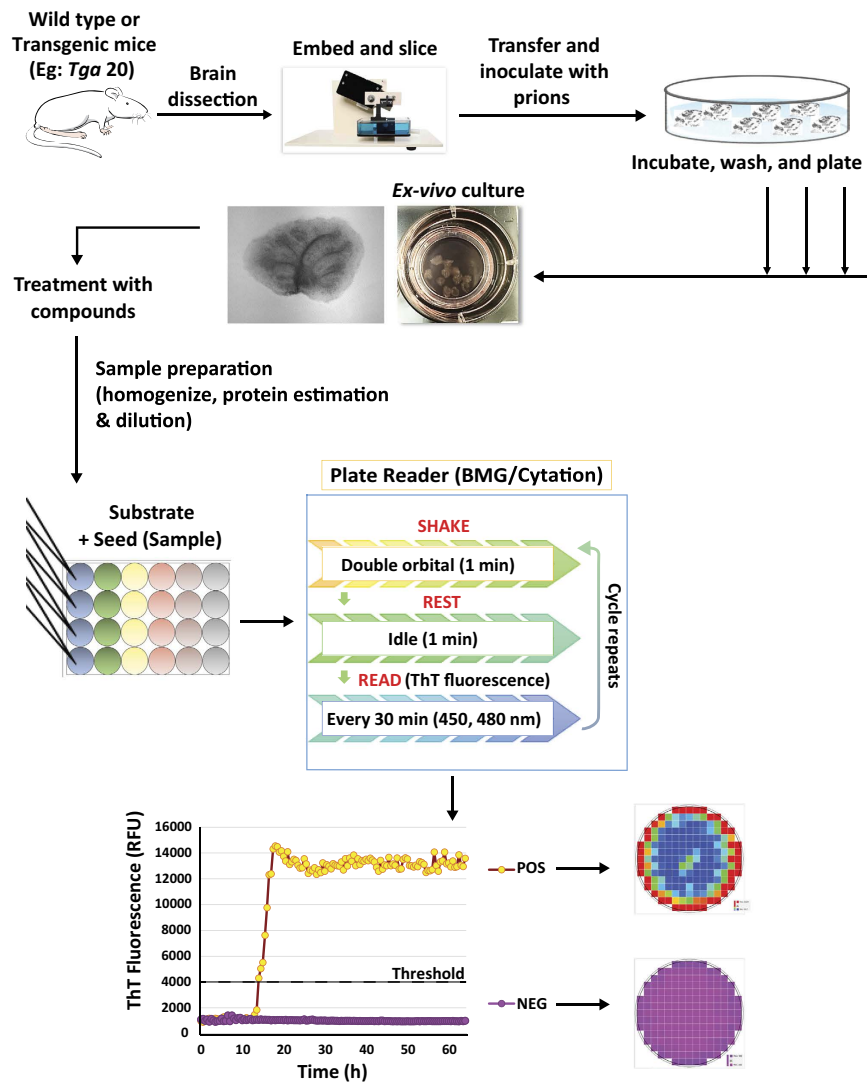 Wild type or
Transgenic mice
(Eg: Tga 20)
Brain
dissection
Embed and slice
Transfer and
inoculate with
prions
Incubate, wash, and plate
Ex-vivo culture
Treatment with
compounds
Sample preparation
(homogenize, protein estimation
& dilution)
Plate Reader (BMG/Cytation)
Substrate
+ Seed (Sample)
SHAKE
Double orbital (1 min)
REST
Idle (1 min)
READ (ThT fluorescence)
Every 30 min (450, 480 nm)
Cycle repeats
ThT Fluorescence (RFU)
16000
14000
12000
10000
8000
6000
4000
2000
0
Threshold
0
10
20
30
40
50
60
Time (h)
POS
NEG